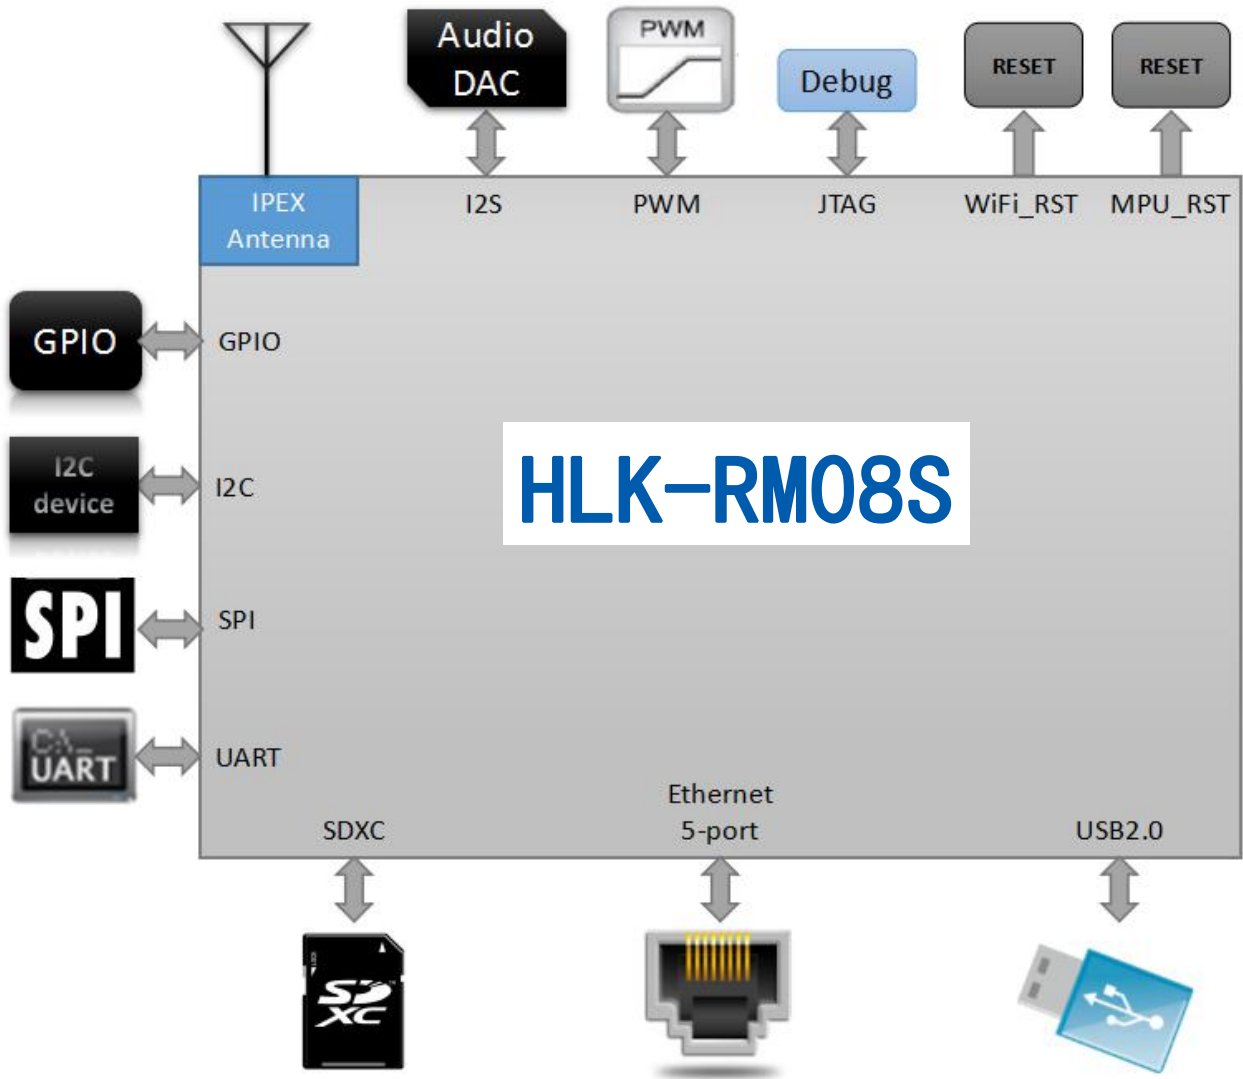 Audio
DAC
PWM
Debug
RESET
RESET
IPEX
Antenna
I2S
PWM
JTAG
WiFi_RST
MPU_RST
GPIO
GPIO
I2C
device
I2C
HLK-RM08S
SPI
SPI
C:\_
UART
UART
SDXC
Ethernet
5-port
USB2.0
SD
XC